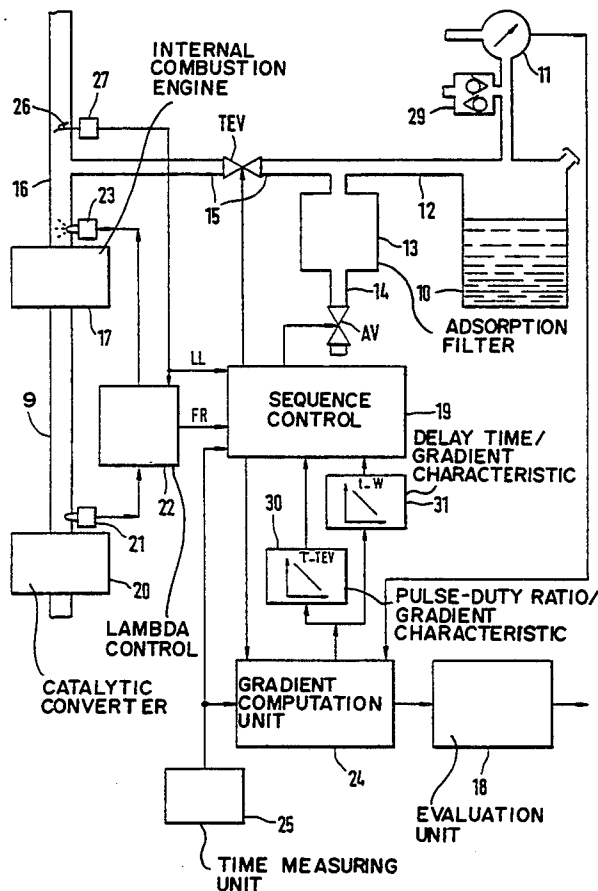 INTERNAL
COMBUSTION
ENGINE
11
26
27
29
TEV
16
23
15
12
13
17
14
10
AV
ADSORPTION
FILTER
LL
9
SEQUENCE
CONTROL
FR
19
DELAY TIME/
GRADIENT
CHARACTERISTIC
22
t-W
31
21
30
20
τ-TEV
PULSE-DUTY RATIO/
GRADIENT
CHARACTERISTIC
LAMBDA
CONTROL
CATALYTIC
CONVERTER
GRADIENT
COMPUTATION
UNIT
24
18
25
EVALUATION
UNIT
TIME MEASURING
UNIT